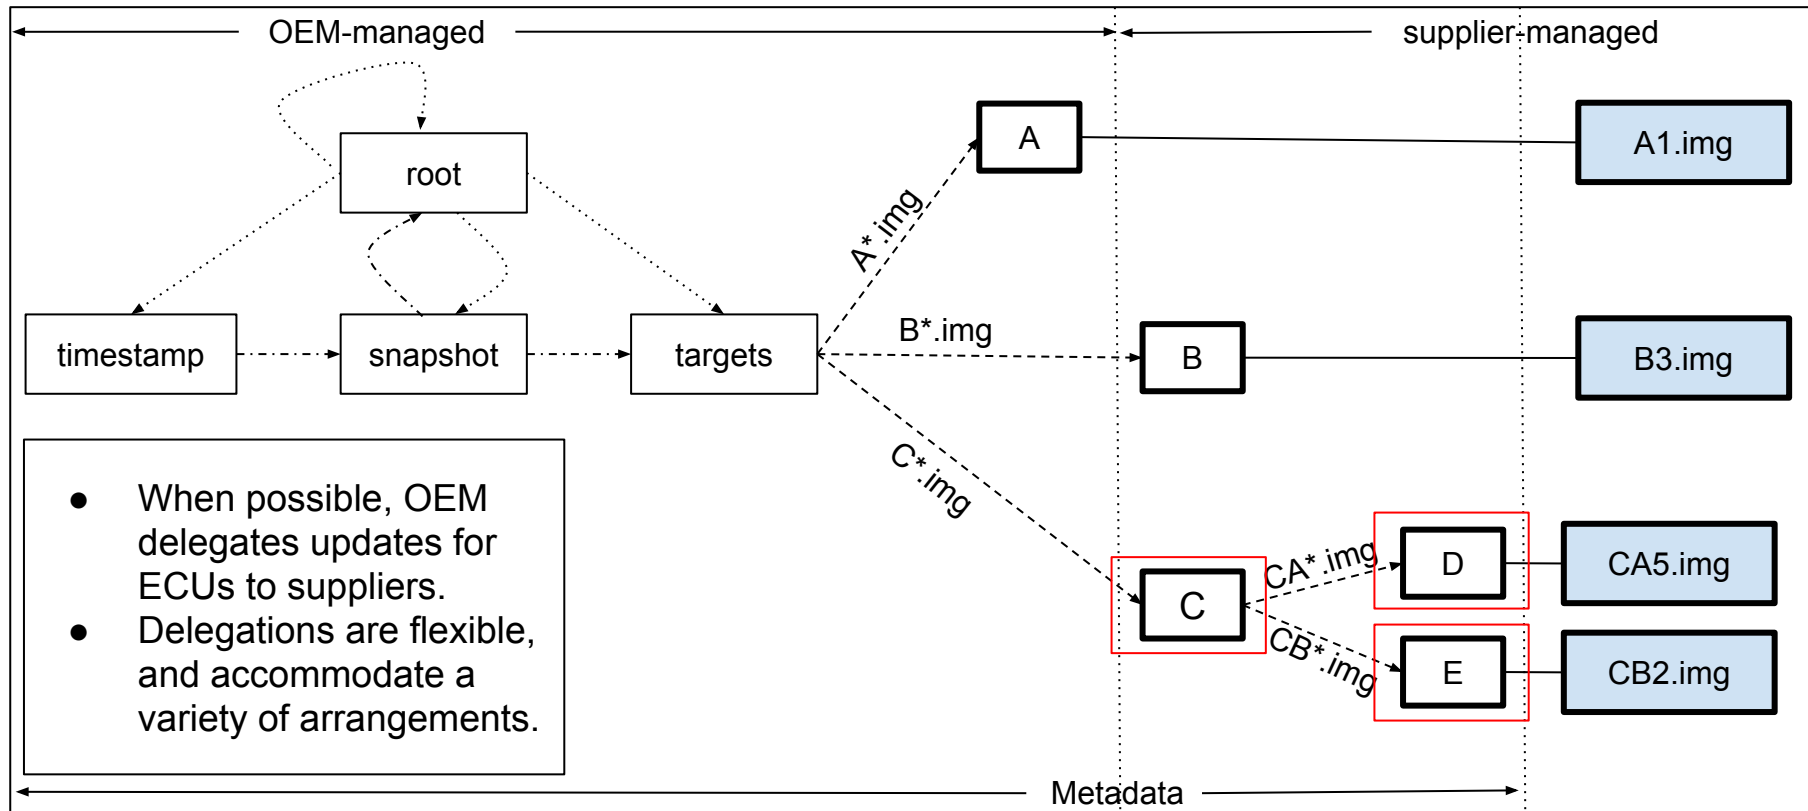 OEM-managed
supplier-managed
root
A
A1.img
A*.img
timestamp
snapshot
targets
B*.img
B
B3.img
C*.img
● When possible, OEM
delegates updates for
ECUs to suppliers.
● Delegations are flexible,
and accommodate a
variety of arrangements.
C
CA*.img
D
CA5.img
CB*.img
E
CB2.img
Metadata